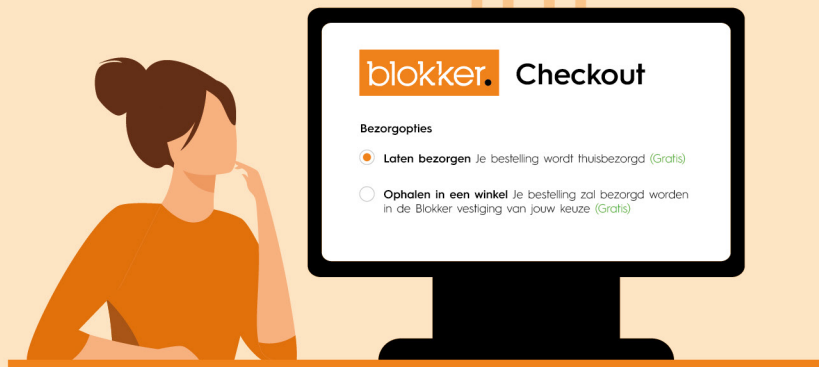 blokker. Checkout
Bezorgopties
Laten bezorgen Je bestelling wordt thuisbezorgd (Gratis)
Ophalen in een winkel Je bestelling zal bezorgd worden
in de Blokker vestiging van jouw keuze (Gratis)